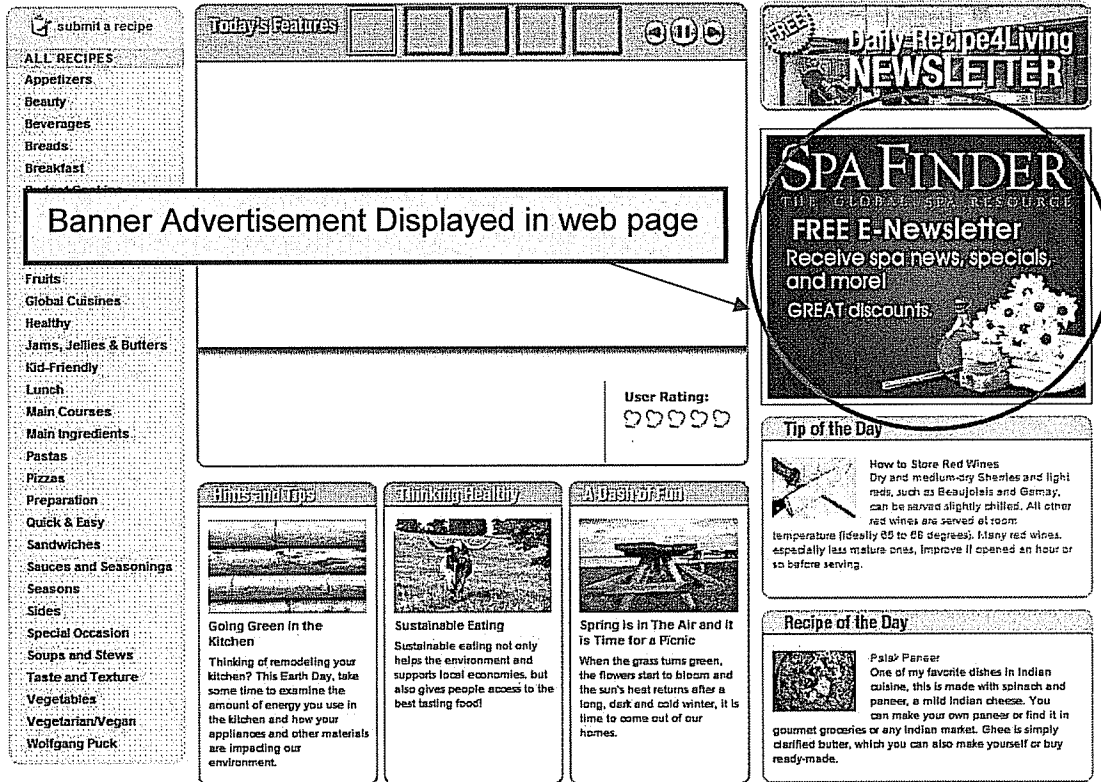 submit a recipe
ALL RECIPES
Appetizers
Beauty
Beverages
Breads
Breakfast
Fruits
Global Cuisines
Healthy
Jams, Jellies & Butters
Kid-Friendly
Lunch
Main Courses
Main Ingredients
Pastas
Pizzas
Preparation
Quick & Easy
Sandwiches
Sauces and Seasonings
Seasons
Sides
Special Occasion
Soups and Stews
Taste and Texture
Vegetables
Vegetarian/Vegan
Wolfgang Puck
Today's Features
Banner Advertisement Displayed in web page
User Rating:
Hints and Tips
Going Green in the
Kitchen
Thinking of remodeling your
kitchen? This Earth Day, take
some time to examine the
amount of energy you use in
the kitchen and how your
appliances and other materials
are impacting our
environment.
Thinking Healthy
Sustainable Eating
Sustainable eating not only
helps the environment and
supports local economies, but
also gives people access to the
best tasting food!
A Dash of Fun
Spring is in The Air and it
is Time for a Picnic
When the grass turns green,
the flowers start to bloom and
the sun's heat returns after a
long, dark and cold winter, it is
time to come out of our
homes.
FREE
Daily Recipe4Living
NEWSLETTER
SPA FINDER
THE GLOBAL SPA RESOURCE
FREE E-Newsletter
Receive spa news, specials,
and more!
GREAT discounts.
Tip of the Day
How to Store Red Wines
Dry and medium-dry Sherries and light
reds, such as Beaujolais and Gamay,
can be served slightly chilled. All other
red wines are served at room
temperature (ideally 65 to 68 degrees). Many red wines,
especially less mature ones, improve if opened an hour or
so before serving.
Recipe of the Day
Palak Paneer
One of my favorite dishes in Indian
cuisine, this is made with spinach and
paneer, a mild Indian cheese. You
can make your own paneer or find it in
gourmet groceries or any Indian market. Ghee is simply
clarified butter, which you can also make yourself or buy
ready-made.